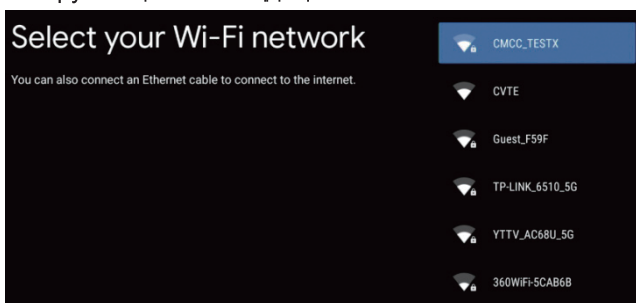 Select your Wi-Fi network
You can also connect an Ethernet cable to connect to the internet.
CMCC_TESTX
CVTE
Guest_F59F
TP-LINK_6510_5G
YTTV_AC68U_5G
360WiFi-5CAB6B